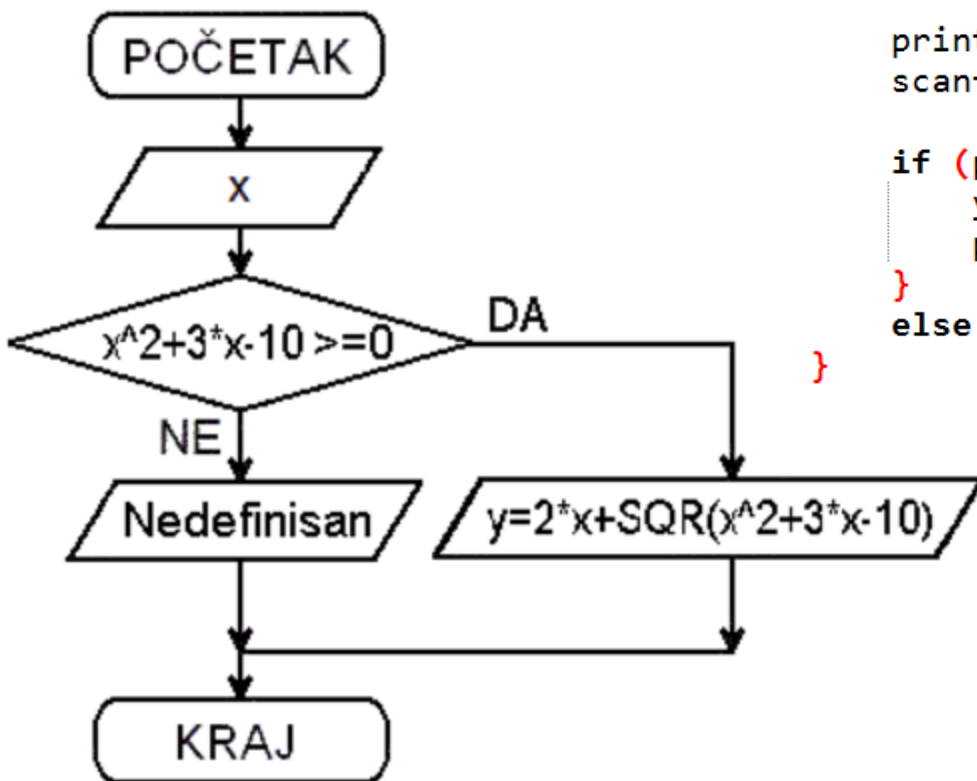 POČETAK
x
x^2+3*x-10 >=0
DA
NE
Nedefinisan
y=2*x+SQR(x^2+3*x-10)
KRAJ
if (
}
else
}